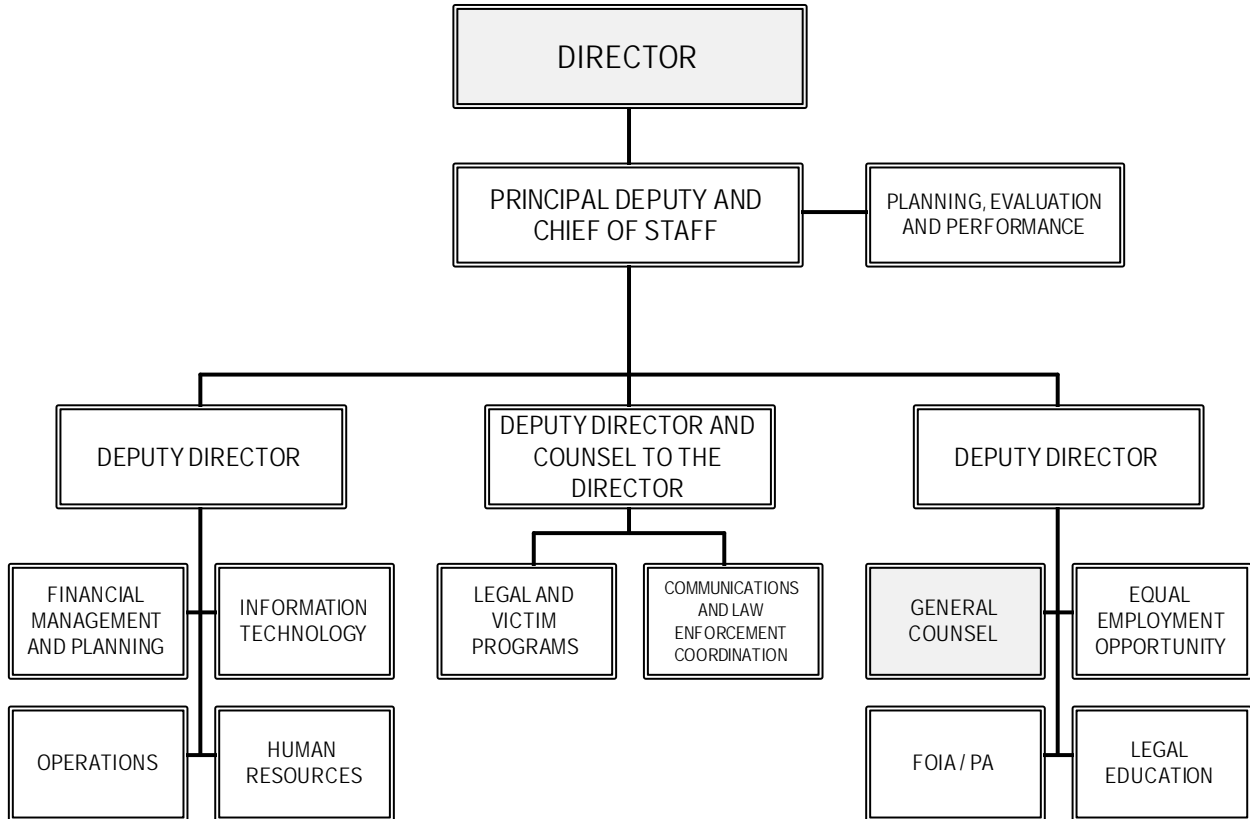 DIRECTOR
PRINCIPAL DEPUTY AND
CHIEF OF STAFF
PLANNING, EVALUATION
AND PERFORMANCE
DEPUTY DIRECTOR
DEPUTY DIRECTOR AND
COUNSEL TO THE
DIRECTOR
DEPUTY DIRECTOR
FINANCIAL
MANAGEMENT
AND PLANNING
INFORMATION
TECHNOLOGY
LEGAL AND
VICTIM
PROGRAMS
COMMUNICATIONS
AND LAW
ENFORCEMENT
COORDINATION
GENERAL
COUNSEL
EQUAL
EMPLOYMENT
OPPORTUNITY
OPERATIONS
HUMAN
RESOURCES
FOIA / PA
LEGAL
EDUCATION